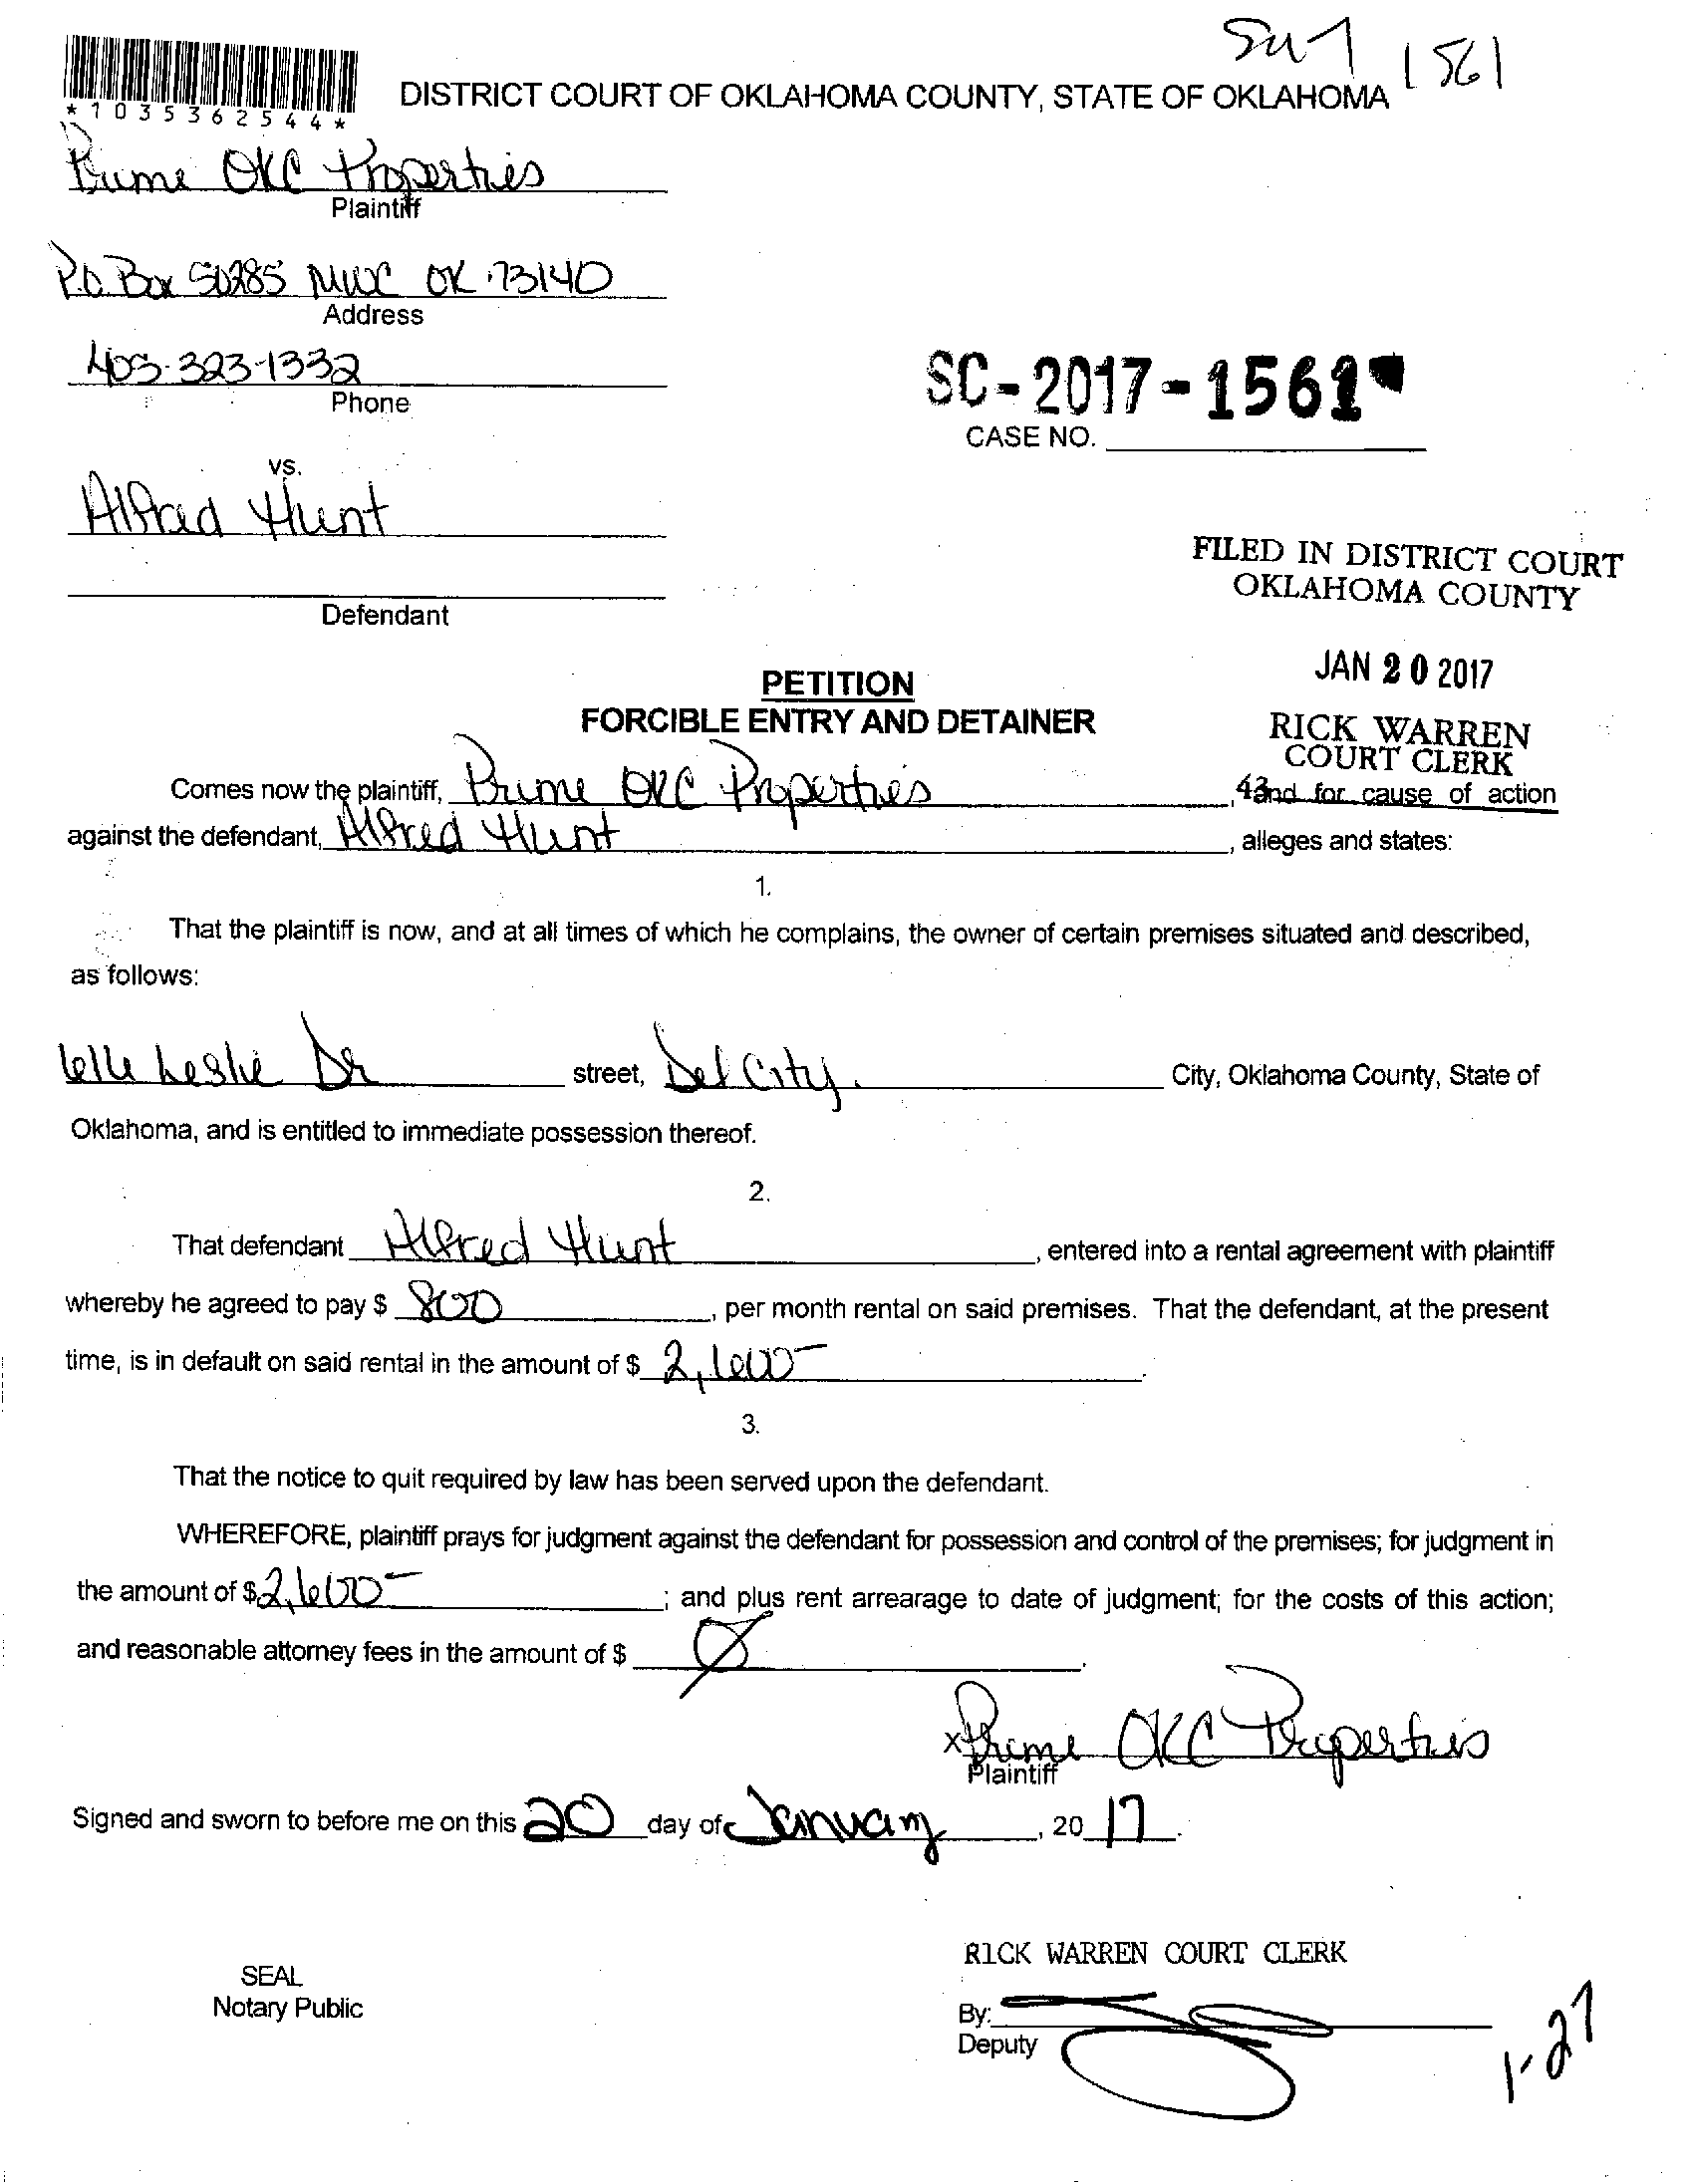 1561
DISTRICT COURT OF OKLAHOMA COUNTY, STATE OF OKLAHOMA
*1035362544*
Prime OKC Properties
Plaintiff
P.O. Box 50285 MWC OK 73140
Address
405-323-1332
Phone
SC-2017-1561
CASE NO.
vs.
Alfred Hunt
FILED IN DISTRICT COURT
OKLAHOMA COUNTY
Defendant
JAN 20 2017
PETITION
FORCIBLE ENTRY AND DETAINER
RICK WARREN
COURT CLERK
Comes now the plaintiff, Prime OKC Properties, 43and for cause of action
against the defendant, Alfred Hunt, alleges and states:
1.
That the plaintiff is now, and at all times of which he complains, the owner of certain premises situated and described,
as follows:
Leslie Dr street, Del City City, Oklahoma County, State of
Oklahoma, and is entitled to immediate possession thereof.
2.
That defendant Alfred Hunt, entered into a rental agreement with plaintiff
whereby he agreed to pay $ 800, per month rental on said premises. That the defendant, at the present
time, is in default on said rental in the amount of $ 2,600-.
3.
That the notice to quit required by law has been served upon the defendant.
WHEREFORE, plaintiff prays for judgment against the defendant for possession and control of the premises; for judgment in
the amount of $ 2,600-; and plus rent arrearage to date of judgment; for the costs of this action;
and reasonable attorney fees in the amount of $ Ø.
x Prime OKC Properties
Plaintiff
Signed and sworn to before me on this 20 day of January, 20 17.
RICK WARREN COURT CLERK
SEAL
Notary Public
By:
Deputy
1-27